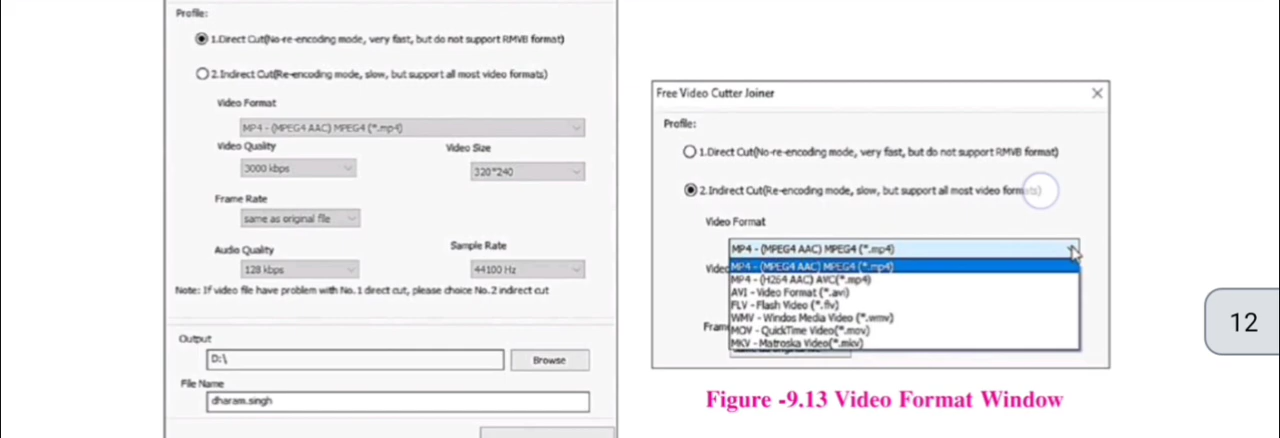 Profile:
1.Direct Cut(No-re-encoding mode, very fast, but do not support RMVB format)
2.Indirect Cut(Re-encoding mode, slow, but support all most video formats)
Video Format
MP4 - (MPEG4 AAC) MPEG4 (*.mp4)
Video Quality
Video Size
3000 kbps
320*240
Frame Rate
same as original file
Audio Quality
Sample Rate
128 kbps
44100 Hz
Note: If video file have problem with No.1 direct cut, please choice No.2 indirect cut
Output
D:\
Browse
File Name
dharam.singh
Free Video Cutter Joiner
Profile:
1.Direct Cut(No-re-encoding mode, very fast, but do not support RMVB format)
2.Indirect Cut(Re-encoding mode, slow, but support all most video formats)
Video Format
MP4 - (MPEG4 AAC) MPEG4 (*.mp4)
MP4 - (MPEG4 AAC) MPEG4 (*.mp4)
MP4 - (H264 AAC) AVC(*.mp4)
AVI - Video Format (*.avi)
FLV - Flash Video (*.flv)
WMV - Windos Media Video (*.wmv)
MOV - QuickTime Video(*.mov)
MKV - Matroska Video(*.mkv)
Figure -9.13 Video Format Window
12